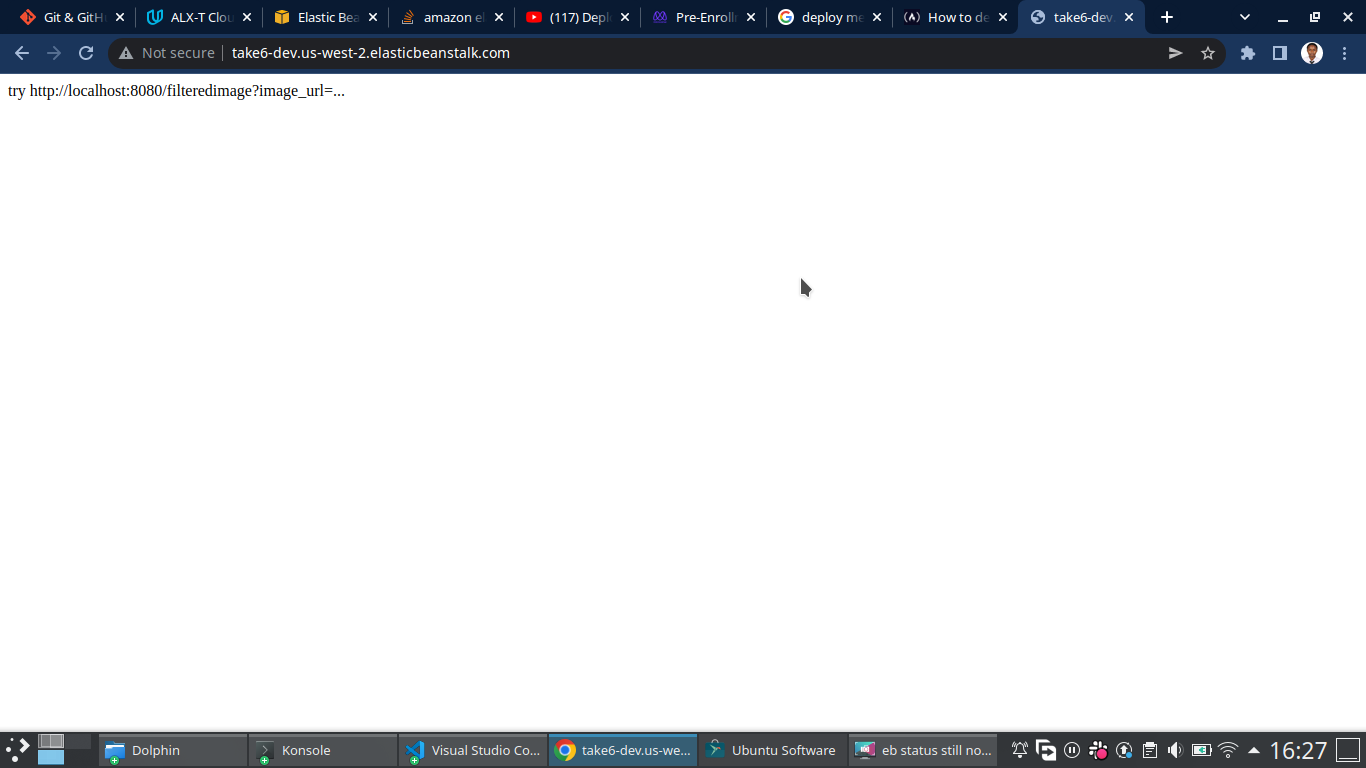 Git & GitH
ALX-T Clou
Elastic Bea
amazon el
(117) Depl
Pre-Enroll
deploy me
How to de
take6-dev.
Not secure
take6-dev.us-west-2.elasticbeanstalk.com
try http://localhost:8080/filteredimage?image_url=...
Dolphin
Konsole
Visual Studio Co...
take6-dev.us-we...
Ubuntu Software
eb status still no...
16:27